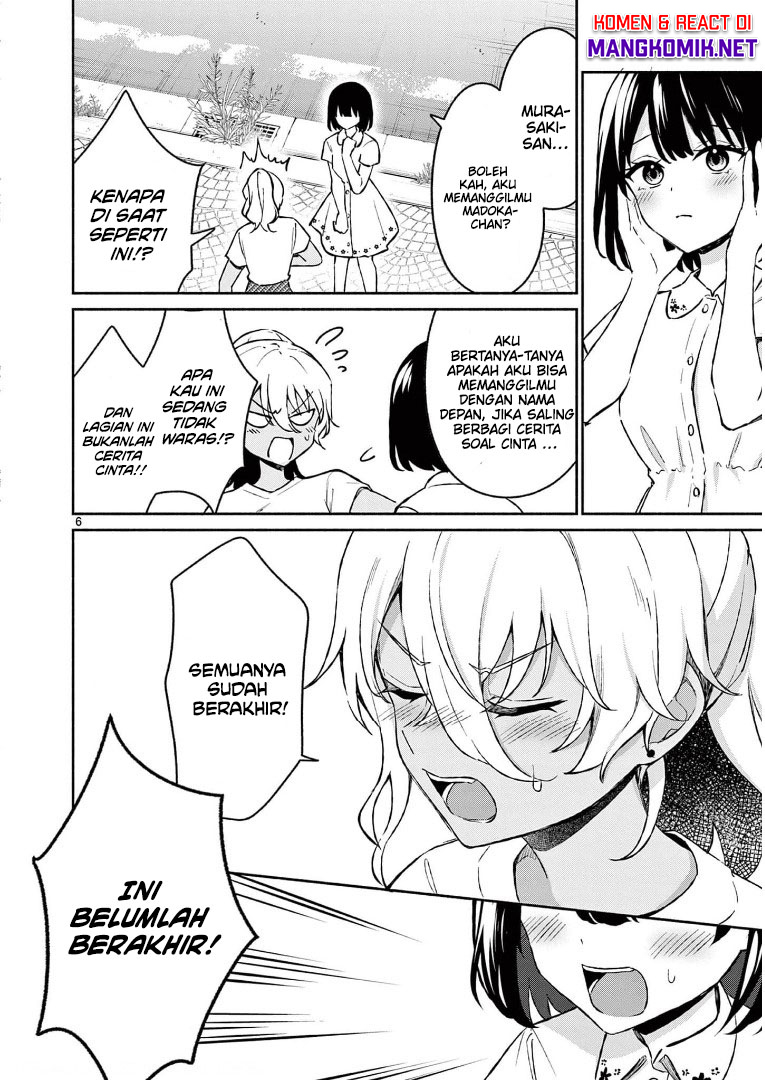 KOMEN & REACT DI
MANGKOMIK.NET
MURA-
SAKI-
SAN...
BOLEH
KAH, AKU
MEMANGGILMU
MADOKA-
CHAN?
KENAPA
DI SAAT
SEPERTI
INI!?
AKU
BERTANYA-TANYA
APAKAH AKU BISA
MEMANGGILMU
DENGAN NAMA
DEPAN, JIKA SALING
BERBAGI CERITA
SOAL CINTA ...
APA
KAU INI
SEDANG
TIDAK
WARAS!?
DAN
LAGIAN INI
BUKANLAH
CERITA
CINTA!!
6
SEMUANYA
SUDAH
BERAKHIR!
INI
BELUMLAH
BERAKHIR!